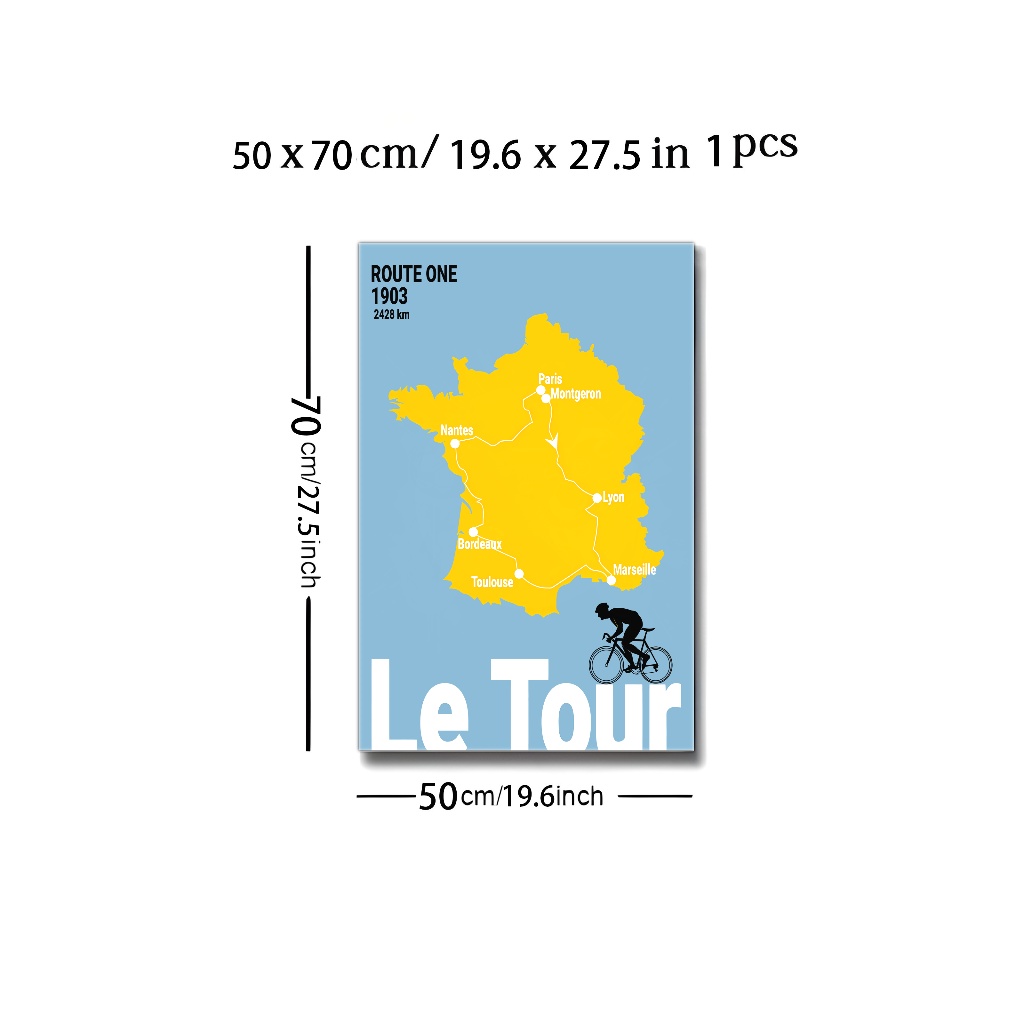 50 x 70 cm/ 19.6 x 27.5 in 1 pcs
ROUTE ONE
1903
2428 km
Paris
Montgeron
Nantes
Lyon
Bordeaux
Toulouse
Marseille
Le Tour
70cm/27.5inch
50cm/19.6inch